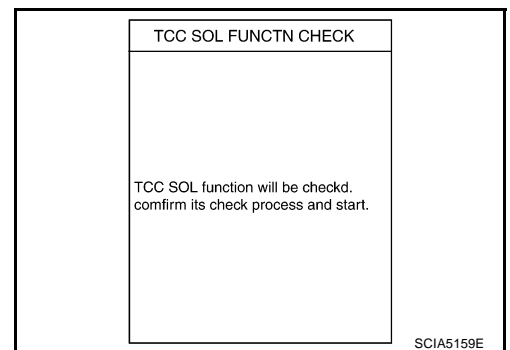 TCC SOL FUNCTN CHECK
TCC SOL function will be checkd.
comfirm its check process and start.
SCIA5159E